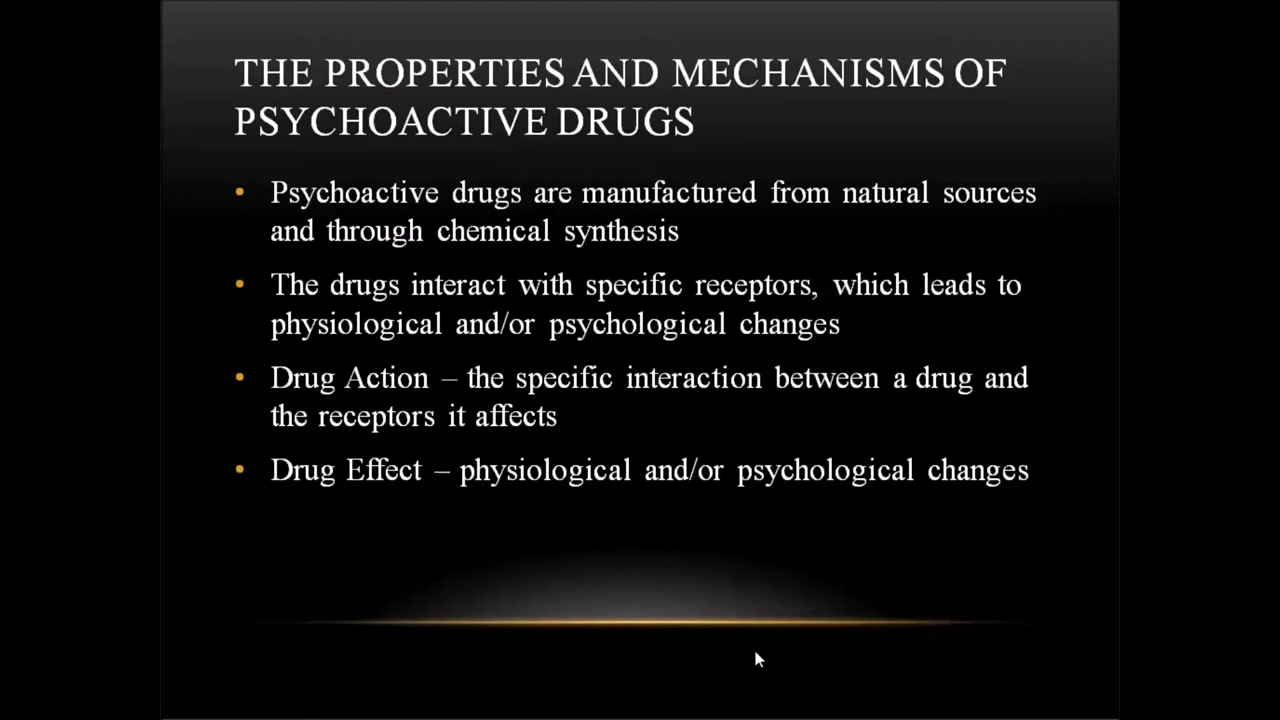 THE PROPERTIES AND MECHANISMS OF
PSYCHOACTIVE DRUGS
• Psychoactive drugs are manufactured from natural sources
and through chemical synthesis
• The drugs interact with specific receptors, which leads to
physiological and/or psychological changes
• Drug Action – the specific interaction between a drug and
the receptors it affects
• Drug Effect – physiological and/or psychological changes